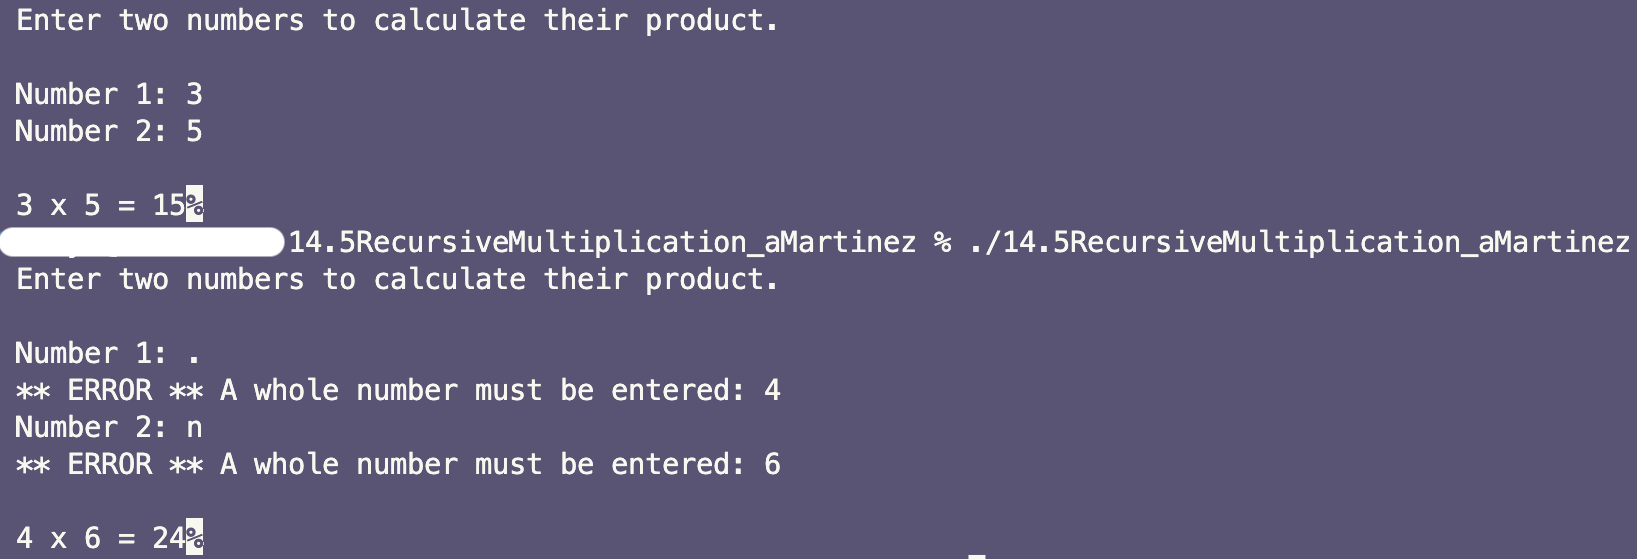 Enter two numbers to calculate their product.
Number 1: 3
Number 2: 5
3 x 5 = 15%
14.5RecursiveMultiplication_aMartinez % ./14.5RecursiveMultiplication_aMartinez
Enter two numbers to calculate their product.
Number 1: .
** ERROR ** A whole number must be entered: 4
Number 2: n
** ERROR ** A whole number must be entered: 6
4 x 6 = 24%